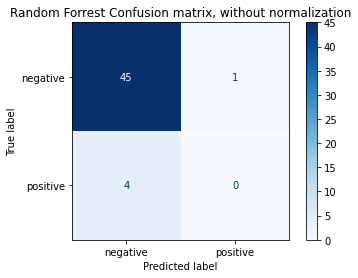 Random Forrest Confusion matrix, without normalization
negative
positive
True label
45
1
4
0
negative
positive
Predicted label
45
40
35
30
25
20
15
10
5
0